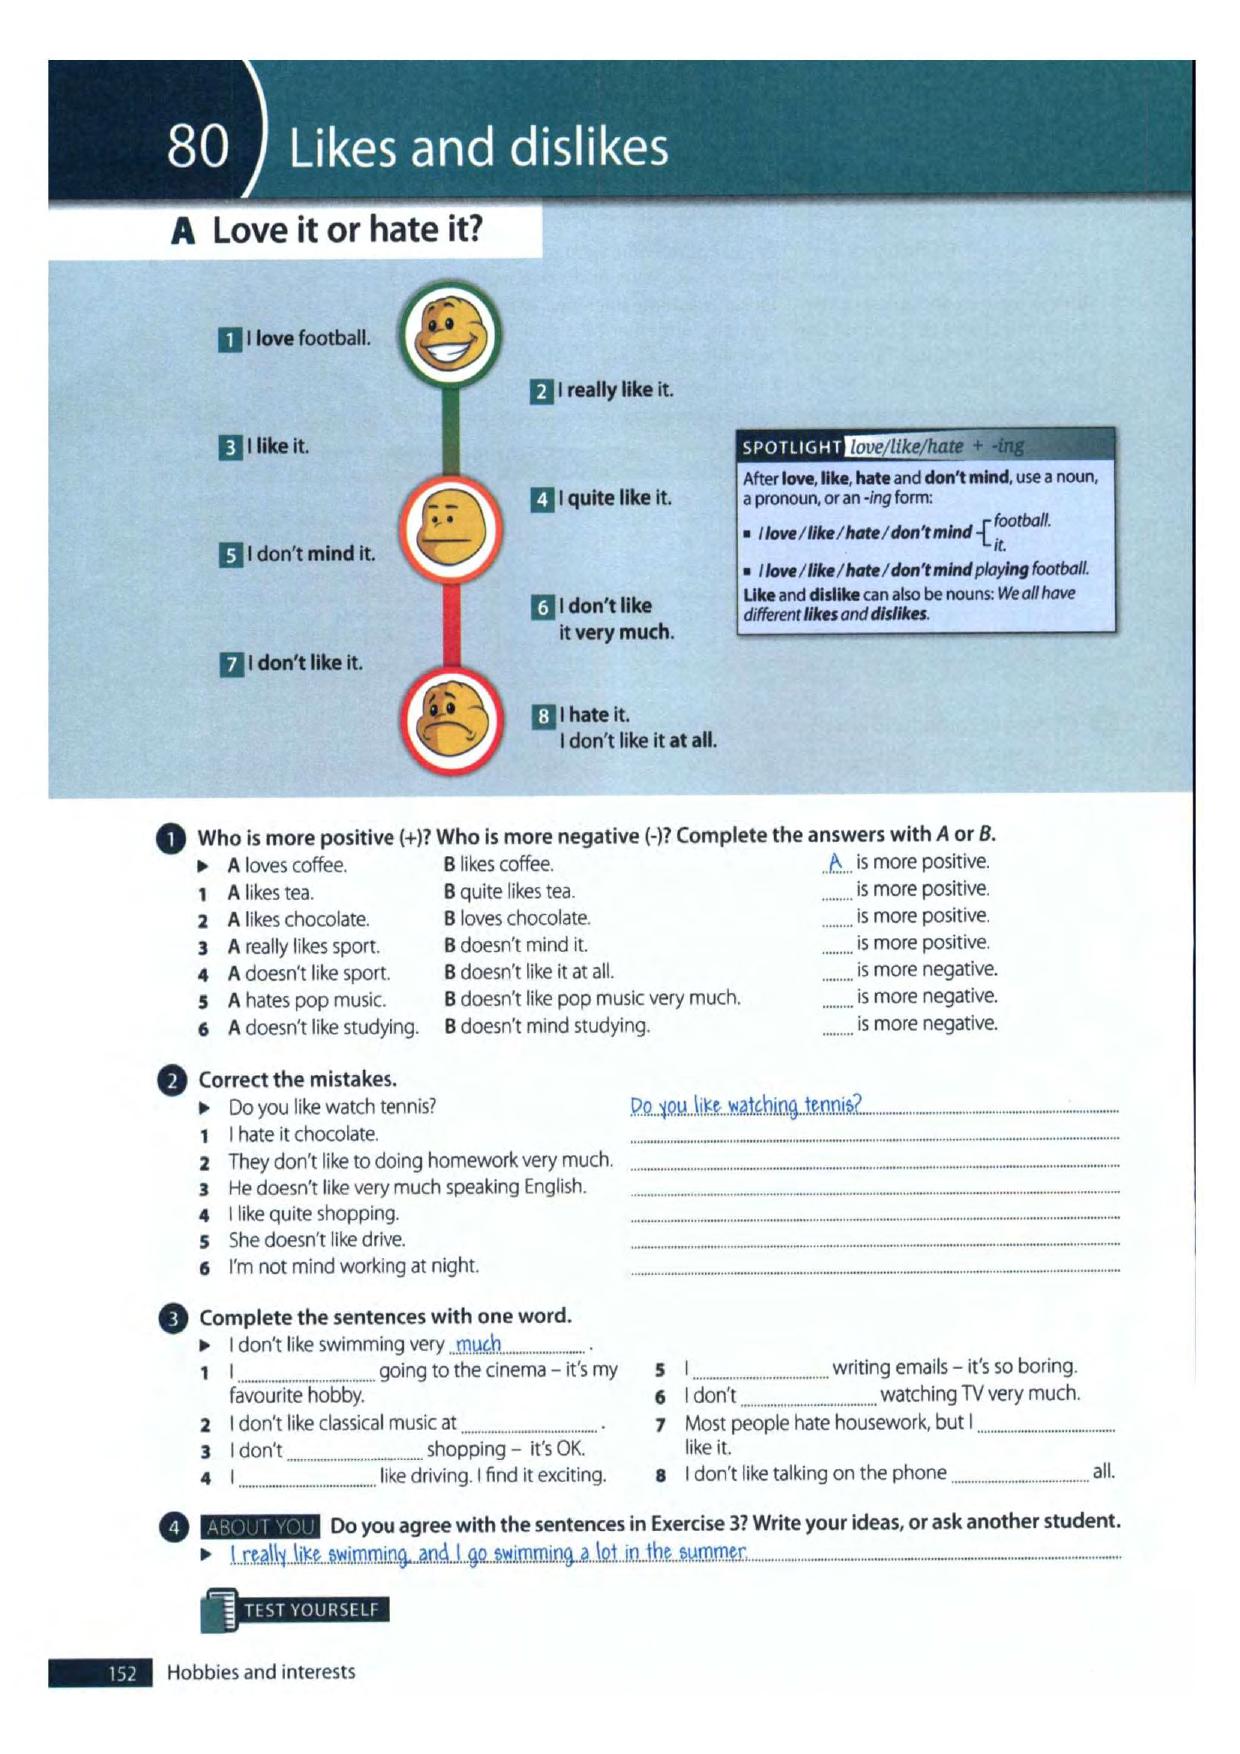 80 Likes and dislikes
A Love it or hate it?
1 I love football.
2 I really like it.
3 I like it.
4 I quite like it.
5 I don't mind it.
6 I don't like
it very much.
7 I don't like it.
8 I hate it.
I don't like it at all.
SPOTLIGHT love/like/hate + -ing
After love, like, hate and don't mind, use a noun,
a pronoun, or an -ing form:
▪ I love / like / hate / don't mind { football.
it.
▪ I love / like / hate / don't mind playing football.
Like and dislike can also be nouns: We all have
different likes and dislikes.
1 Who is more positive (+)? Who is more negative (-)? Complete the answers with A or B.
► A loves coffee. B likes coffee. A is more positive.
1 A likes tea. B quite likes tea. ........ is more positive.
2 A likes chocolate. B loves chocolate. ........ is more positive.
3 A really likes sport. B doesn't mind it. ........ is more positive.
4 A doesn't like sport. B doesn't like it at all. ........ is more negative.
5 A hates pop music. B doesn't like pop music very much. ........ is more negative.
6 A doesn't like studying. B doesn't mind studying. ........ is more negative.
2 Correct the mistakes.
► Do you like watch tennis? Do you like watching tennis?
1 I hate it chocolate.
2 They don't like to doing homework very much.
3 He doesn't like very much speaking English.
4 I like quite shopping.
5 She doesn't like drive.
6 I'm not mind working at night.
3 Complete the sentences with one word.
► I don't like swimming very much .
1 I ........ going to the cinema – it's my
favourite hobby.
2 I don't like classical music at ........ .
3 I don't ........ shopping – it's OK.
4 I ........ like driving. I find it exciting.
5 I ........ writing emails – it's so boring.
6 I don't ........ watching TV very much.
7 Most people hate housework, but I ........
like it.
8 I don't like talking on the phone ........ all.
4 ABOUT YOU Do you agree with the sentences in Exercise 3? Write your ideas, or ask another student.
► I really like swimming, and I go swimming a lot in the summer.
TEST YOURSELF
152 Hobbies and interests